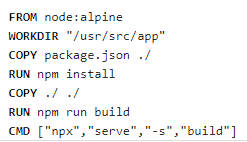 FROM node:alpine
WORKDIR "/usr/src/app"
COPY package.json ./
RUN npm install
COPY ./ ./
RUN npm run build
CMD ["npx","serve","-s","build"]